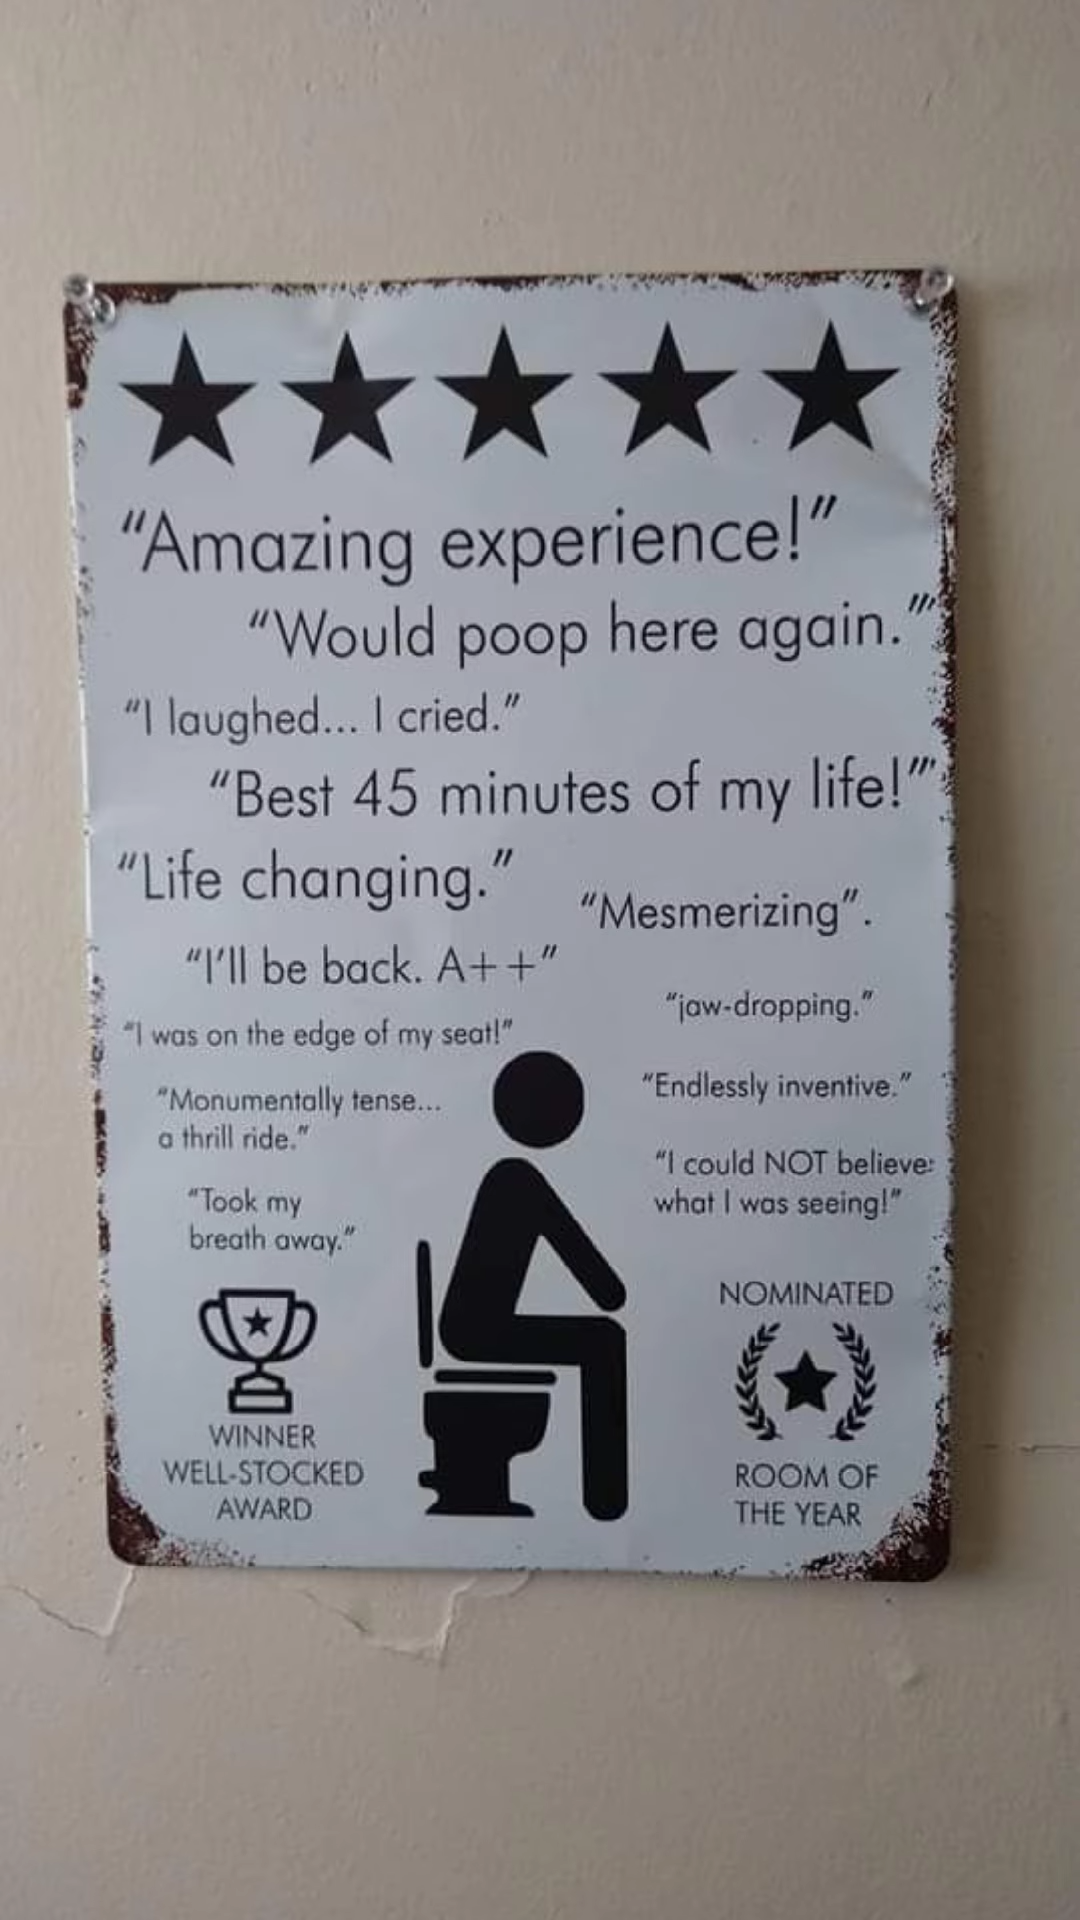 “Amazing experience!”
“Would poop here again.”
“I laughed... I cried.”
“Best 45 minutes of my life!”
“Life changing.”
“Mesmerizing”.
“I’ll be back. A++”
“jaw-dropping.”
“I was on the edge of my seat!”
“Endlessly inventive.”
“Monumentally tense...
a thrill ride.”
“I could NOT believe
what I was seeing!”
“Took my
breath away.”
WINNER
WELL-STOCKED
AWARD
NOMINATED
ROOM OF
THE YEAR